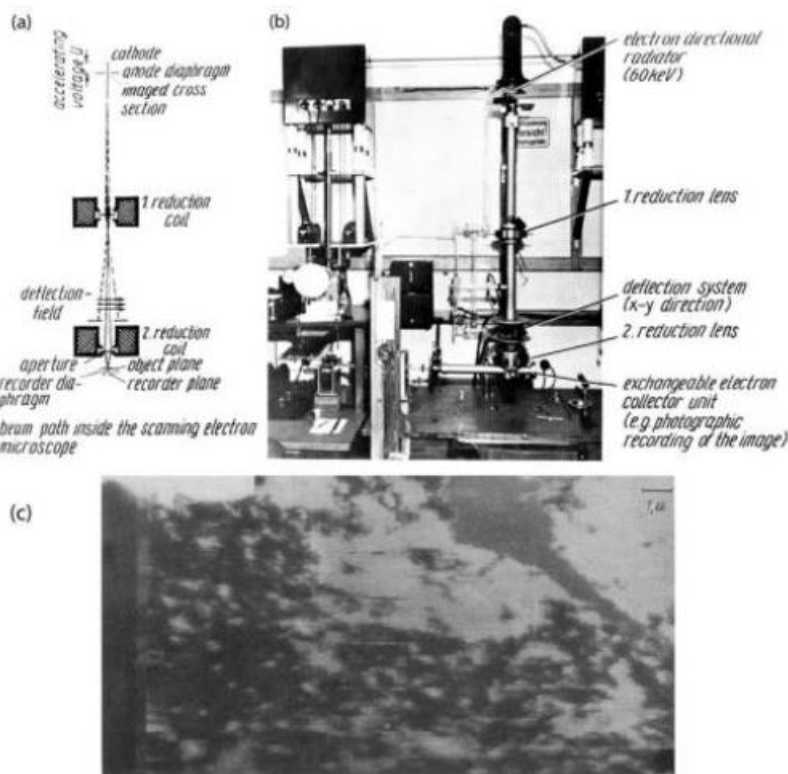 (a)
accelerating
voltage U
cathode
anode diaphragm
imaged cross
section
1. reduction
coil
deflection-
field
2. reduction
coil
aperture
object plane
recorder dia-
phragm
recorder plane
beam path inside the scanning electron
microscope
(b)
electron directional
radiator
(60keV)
1. reduction lens
deflection system
(x-y direction)
2. reduction lens
exchangeable electron
collector unit
(e.g. photographic
recording of the image)
(c)
1µ